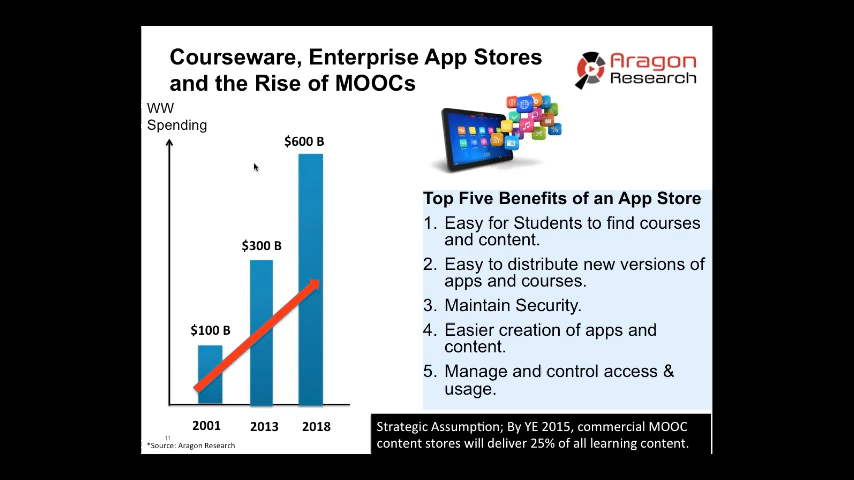 Courseware, Enterprise App Stores
and the Rise of MOOCs
Aragon
Research
WW
Spending
$600 B
$300 B
$100 B
2001
2013
2018
Top Five Benefits of an App Store
1. Easy for Students to find courses
and content.
2. Easy to distribute new versions of
apps and courses.
3. Maintain Security.
4. Easier creation of apps and
content.
5. Manage and control access &
usage.
11
*Source: Aragon Research
Strategic Assumption; By YE 2015, commercial MOOC
content stores will deliver 25% of all learning content.